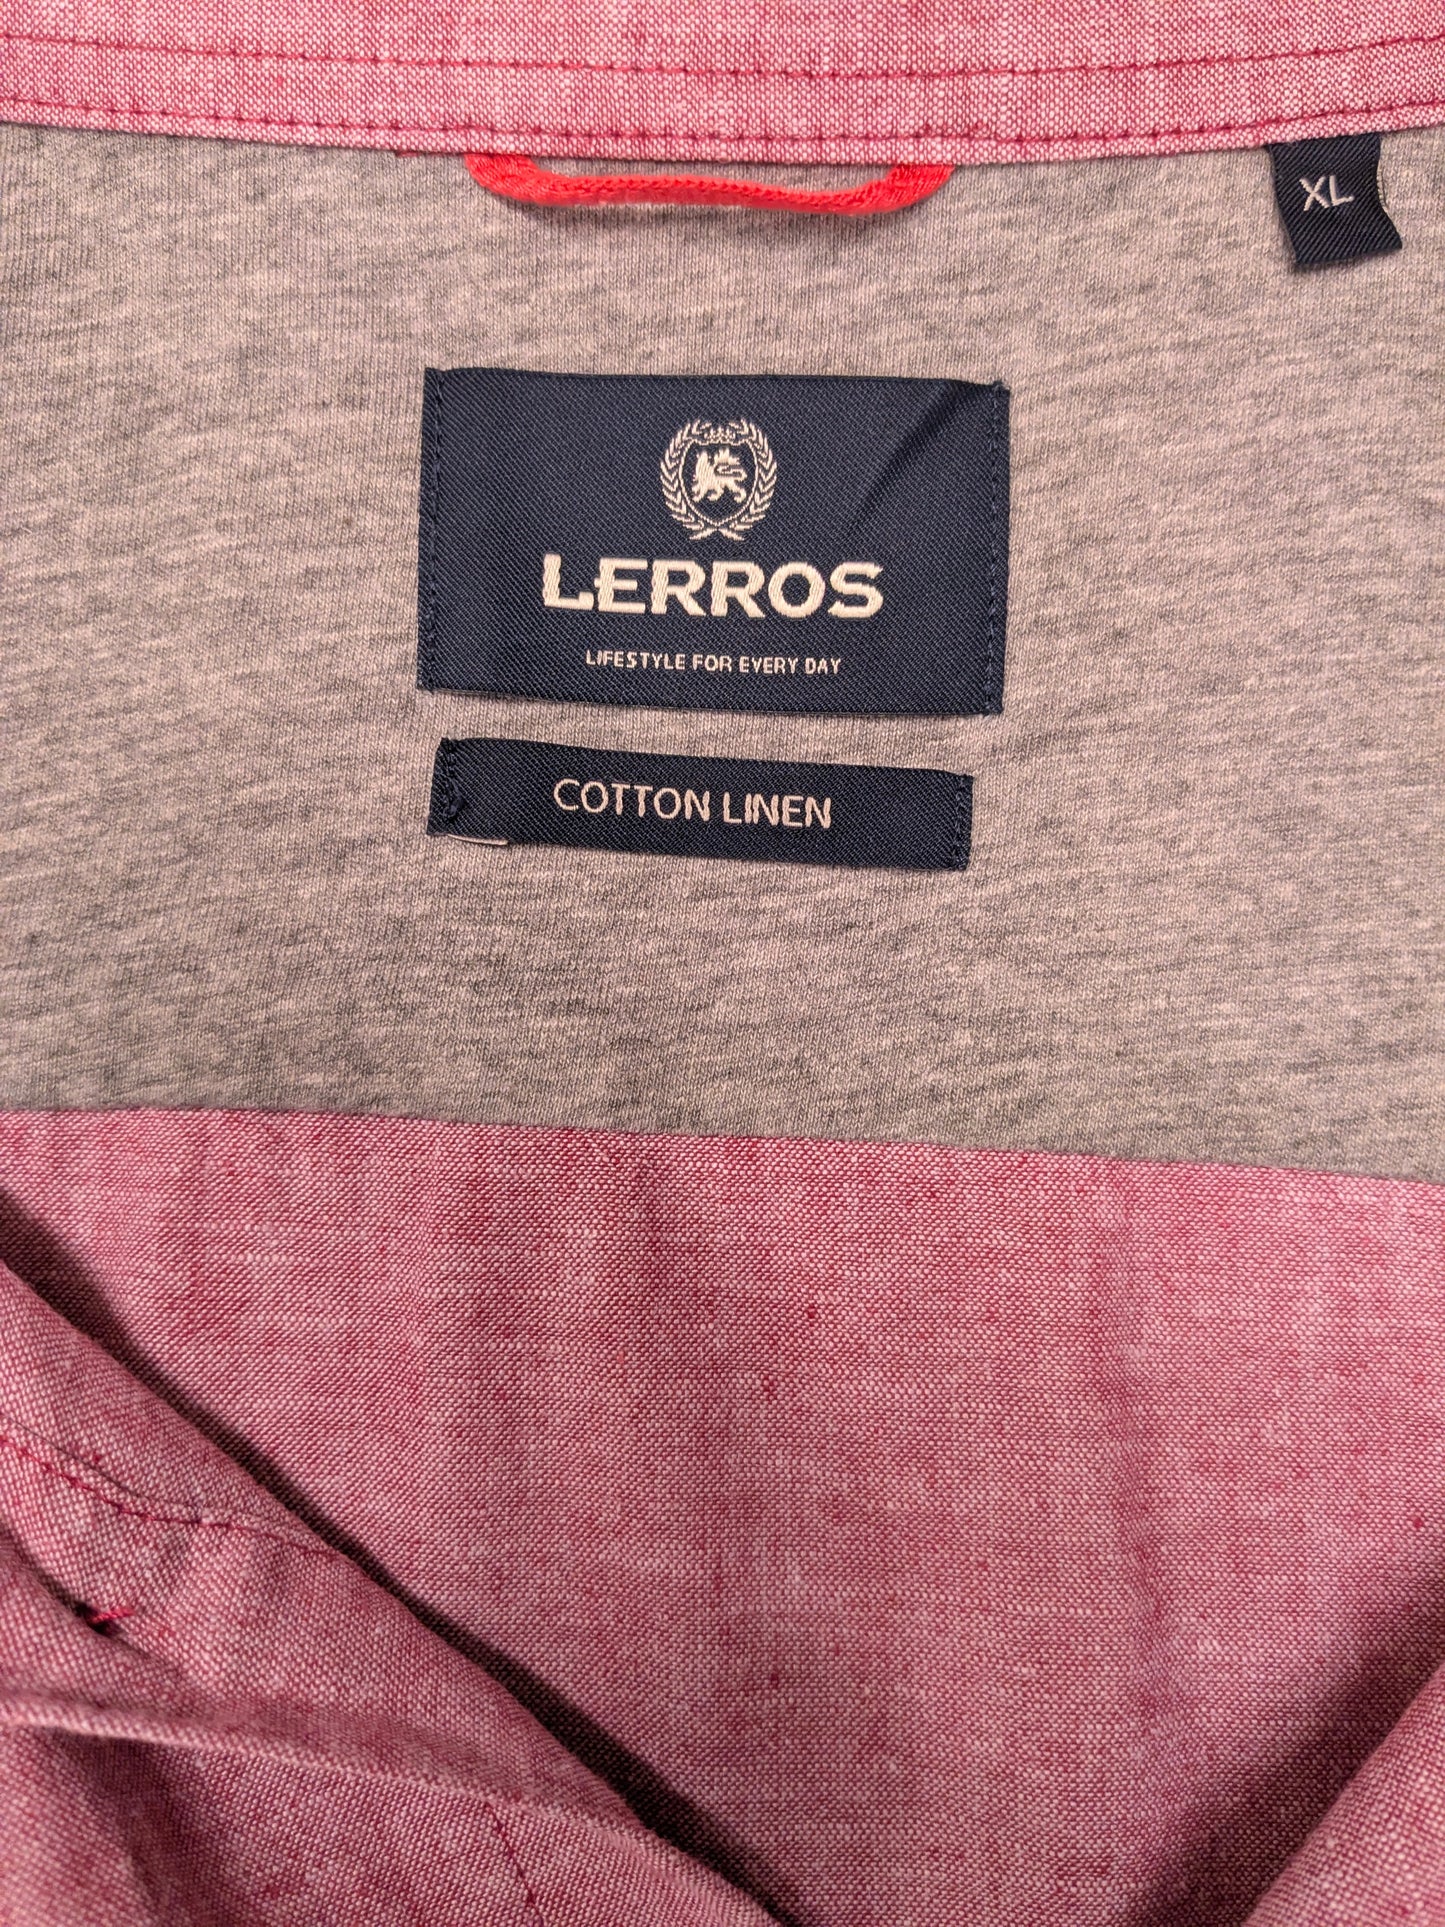 XL
LERROS
LIFESTYLE FOR EVERY DAY
COTTON LINEN